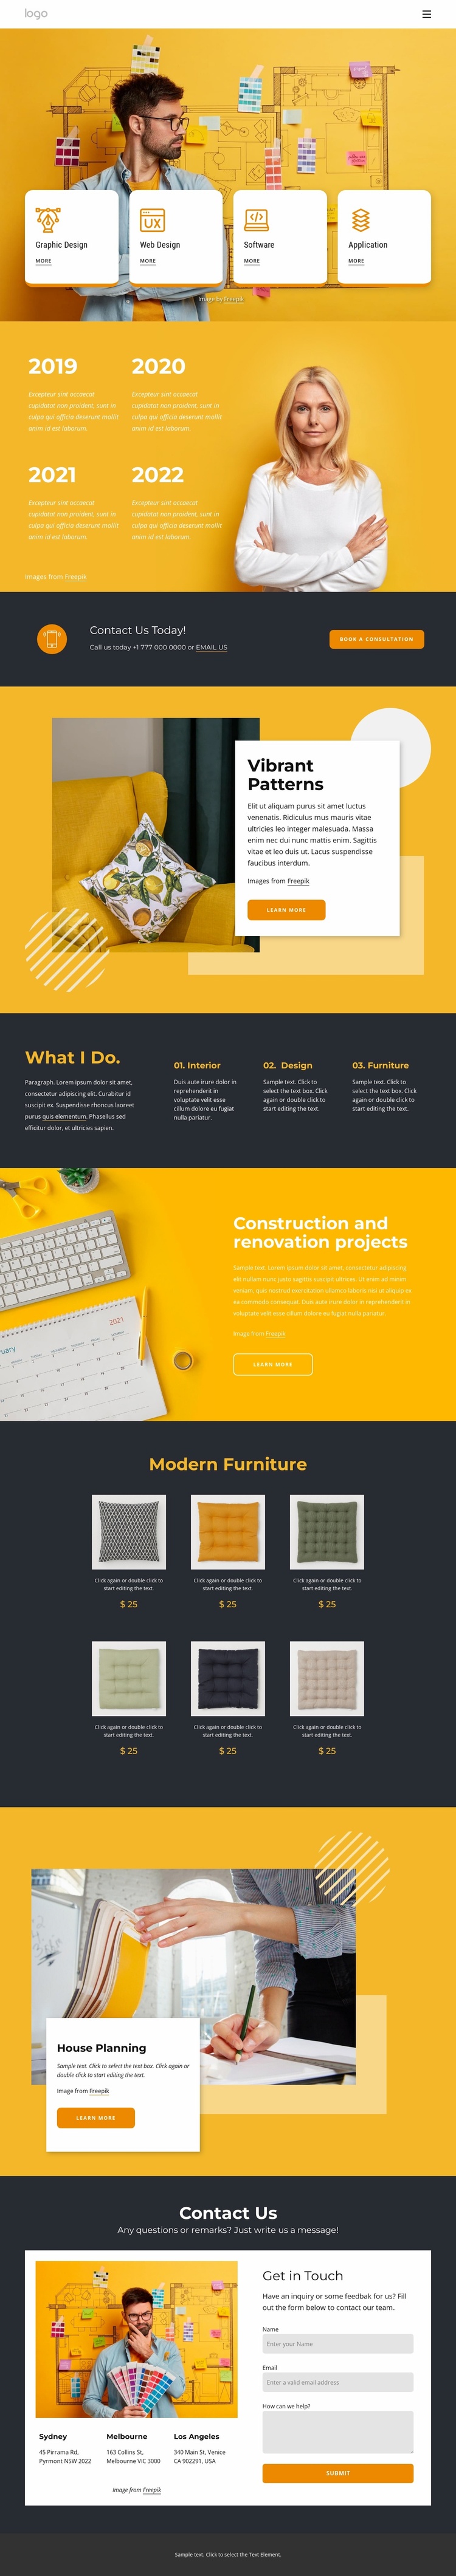 logo
Graphic Design
MORE
Web Design
MORE
Software
MORE
Application
MORE
UX
Image by Freepik
2019
Excepteur sint occaecat
cupidatat non proident, sunt in
culpa qui officia deserunt mollit
anim id est laborum.
2020
Excepteur sint occaecat
cupidatat non proident, sunt in
culpa qui officia deserunt mollit
anim id est laborum.
2021
Excepteur sint occaecat
cupidatat non proident, sunt in
culpa qui officia deserunt mollit
anim id est laborum.
2022
Excepteur sint occaecat
cupidatat non proident, sunt in
culpa qui officia deserunt mollit
anim id est laborum.
Images from Freepik
Contact Us Today!
Call us today +1 777 000 0000 or EMAIL US
BOOK A CONSULTATION
Vibrant
Patterns
Elit ut aliquam purus sit amet luctus
venenatis. Ridiculus mus mauris vitae
ultricies leo integer malesuada. Massa
enim nec dui nunc mattis enim. Sagittis
vitae et leo duis ut. Lacus suspendisse
faucibus interdum.
Images from Freepik
LEARN MORE
What I Do.
Paragraph. Lorem ipsum dolor sit amet,
consectetur adipiscing elit. Curabitur id
suscipit ex. Suspendisse rhoncus laoreet
purus quis elementum. Phasellus sed
efficitur dolor, et ultricies sapien.
01. Interior
Duis aute irure dolor in
reprehenderit in
voluptate velit esse
cillum dolore eu fugiat
nulla pariatur.
02. Design
Sample text. Click to
select the text box. Click
again or double click to
start editing the text.
03. Furniture
Sample text. Click to
select the text box. Click
again or double click to
start editing the text.
2021
Construction and
renovation projects
Sample text. Lorem ipsum dolor sit amet, consectetur adipiscing
elit nullam nunc justo sagittis suscipit ultrices. Ut enim ad minim
veniam, quis nostrud exercitation ullamco laboris nisi ut aliquip ex
ea commodo consequat. Duis aute irure dolor in reprehenderit in
voluptate velit esse cillum dolore eu fugiat nulla pariatur.
Image from Freepik
LEARN MORE
Modern Furniture
Click again or double click to
start editing the text.
$ 25
Click again or double click to
start editing the text.
$ 25
Click again or double click to
start editing the text.
$ 25
Click again or double click to
start editing the text.
$ 25
Click again or double click to
start editing the text.
$ 25
Click again or double click to
start editing the text.
$ 25
House Planning
Sample text. Click to select the text box. Click again or
double click to start editing the text.
Image from Freepik
LEARN MORE
Contact Us
Any questions or remarks? Just write us a message!
Sydney
45 Pirrama Rd,
Pyrmont NSW 2022
Melbourne
163 Collins St,
Melbourne VIC 3000
Los Angeles
340 Main St, Venice
CA 902291, USA
Image from Freepik
Get in Touch
Have an inquiry or some feedbak for us? Fill
out the form below to contact our team.
Name
Enter your Name
Email
Enter a valid email address
How can we help?
SUBMIT
Sample text. Click to select the Text Element.